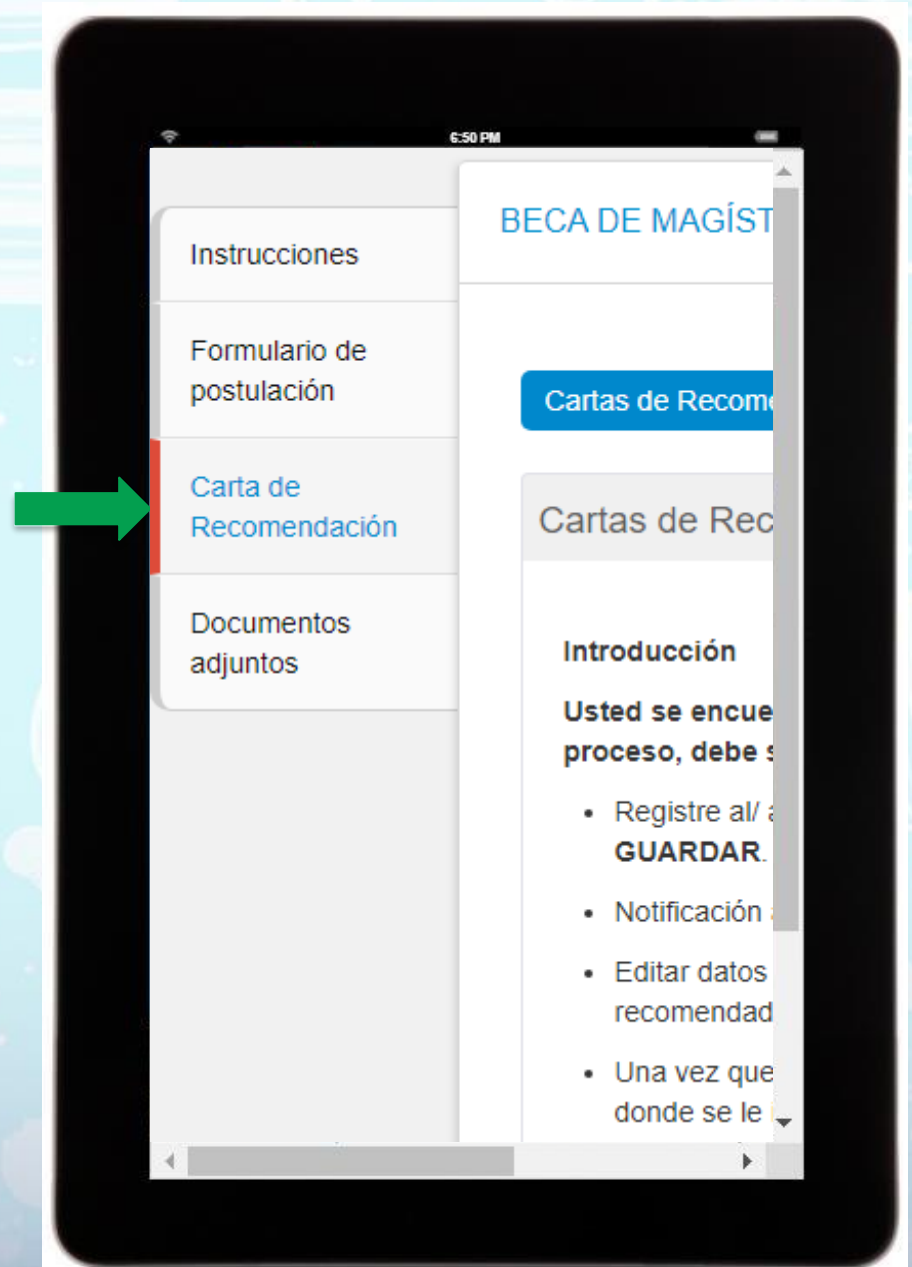 6:50 PM
Instrucciones
Formulario de
postulación
Carta de
Recomendación
Documentos
adjuntos
BECA DE MAGÍST
Cartas de Recom
Cartas de Rec
Introducción
Usted se encue
proceso, debe
• Registre al/
GUARDAR.
• Notificación
• Editar datos
recomendad
• Una vez que
donde se le